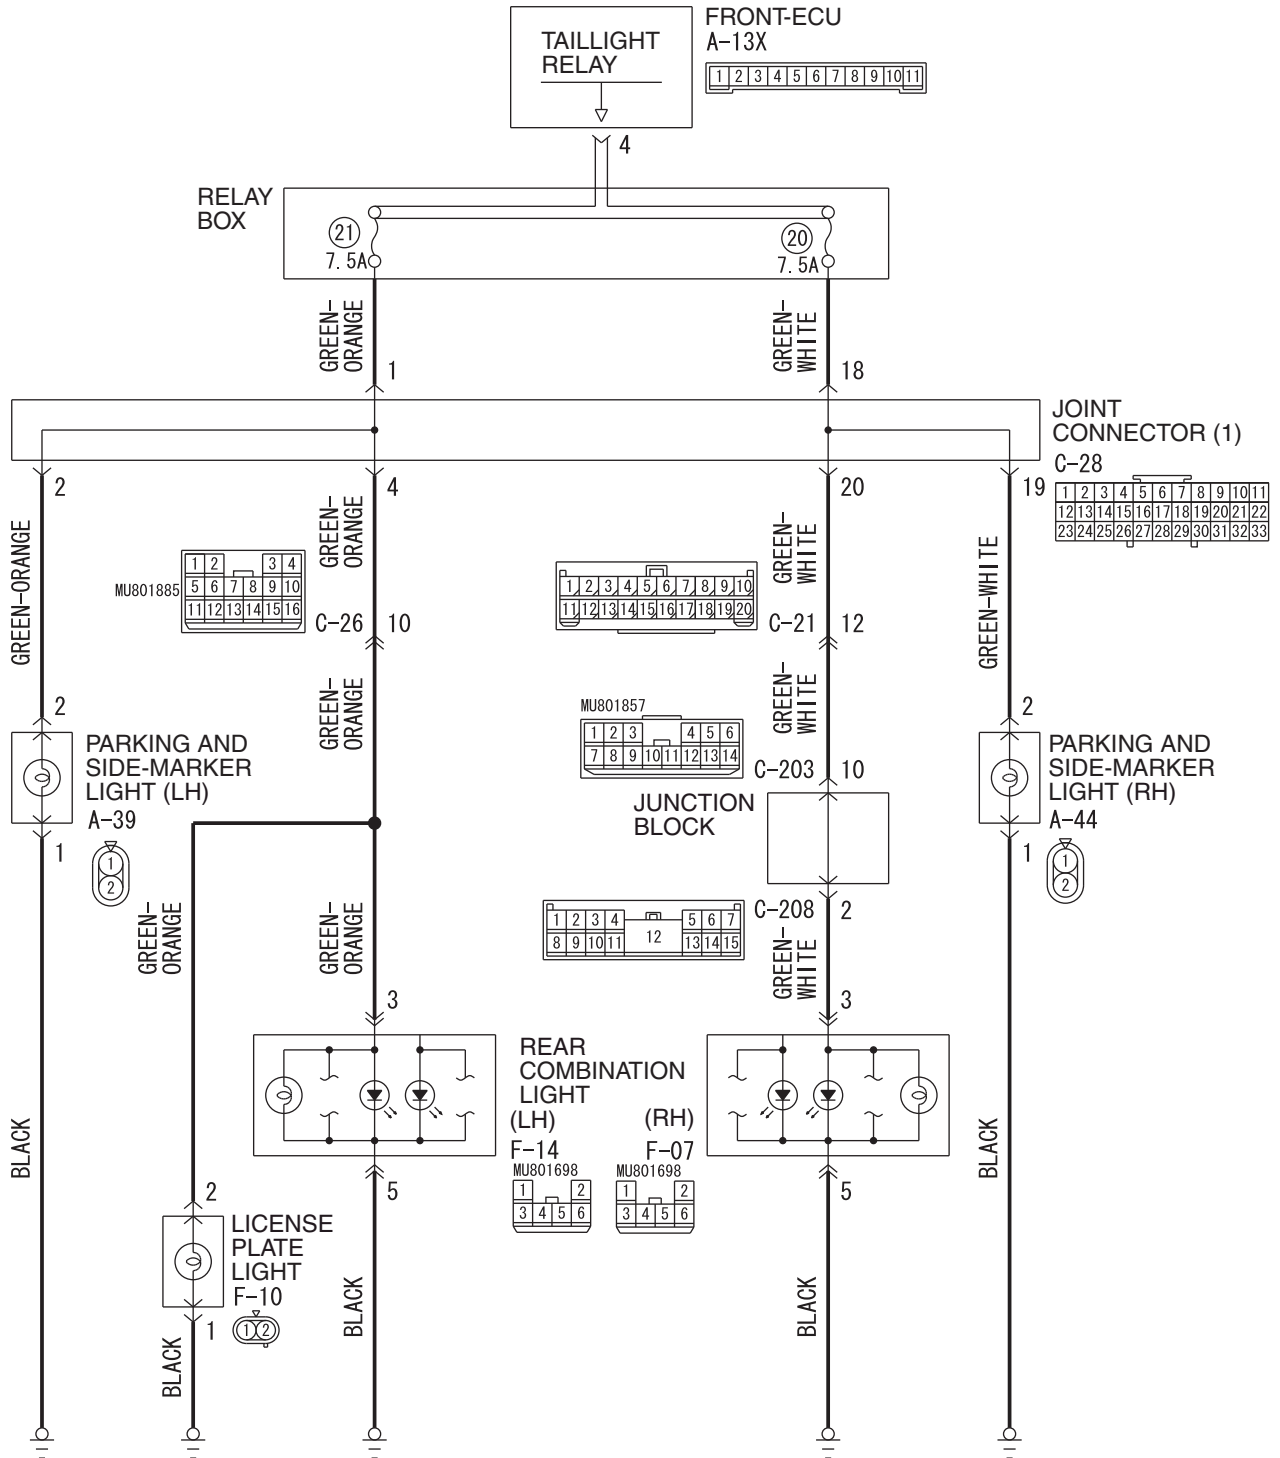 FRONT-ECU
A-13X
TAILLIGHT
RELAY
1 2 3 4 5 6 7 8 9 10 11
4
RELAY
BOX
21
7.5A
20
7.5A
GREEN-
ORANGE
GREEN-
WHITE
1
18
JOINT
CONNECTOR (1)
C-28
1 2 3 4 5 6 7 8 9 10 11
12 13 14 15 16 17 18 19 20 21 22
23 24 25 26 27 28 29 30 31 32 33
2
4
20
19
GREEN-ORANGE
GREEN-
ORANGE
GREEN-
WHITE
GREEN-WHITE
MU801885
1 2 3 4
5 6 7 8 9 10
11 12 13 14 15 16
C-26
10
1 2 3 4 5 6 7 8 9 10
11 12 13 14 15 16 17 18 19 20
C-21
12
GREEN-
ORANGE
GREEN-
WHITE
MU801857
1 2 3 4 5 6
7 8 9 10 11 12 13 14
C-203
10
2
PARKING AND
SIDE-MARKER
LIGHT (LH)
A-39
1
1
2
JUNCTION
BLOCK
2
PARKING AND
SIDE-MARKER
LIGHT (RH)
A-44
1
1
2
C-208
2
1 2 3 4 5 6 7
8 9 10 11 12 13 14 15
GREEN-
ORANGE
GREEN-
ORANGE
GREEN-
WHITE
3
3
REAR
COMBINATION
LIGHT
(LH)
(RH)
F-14
F-07
MU801698
MU801698
1 2
3 4 5 6
1 2
3 4 5 6
BLACK
BLACK
5
5
2
LICENSE
PLATE
LIGHT
F-10
1
1 2
BLACK
BLACK
BLACK